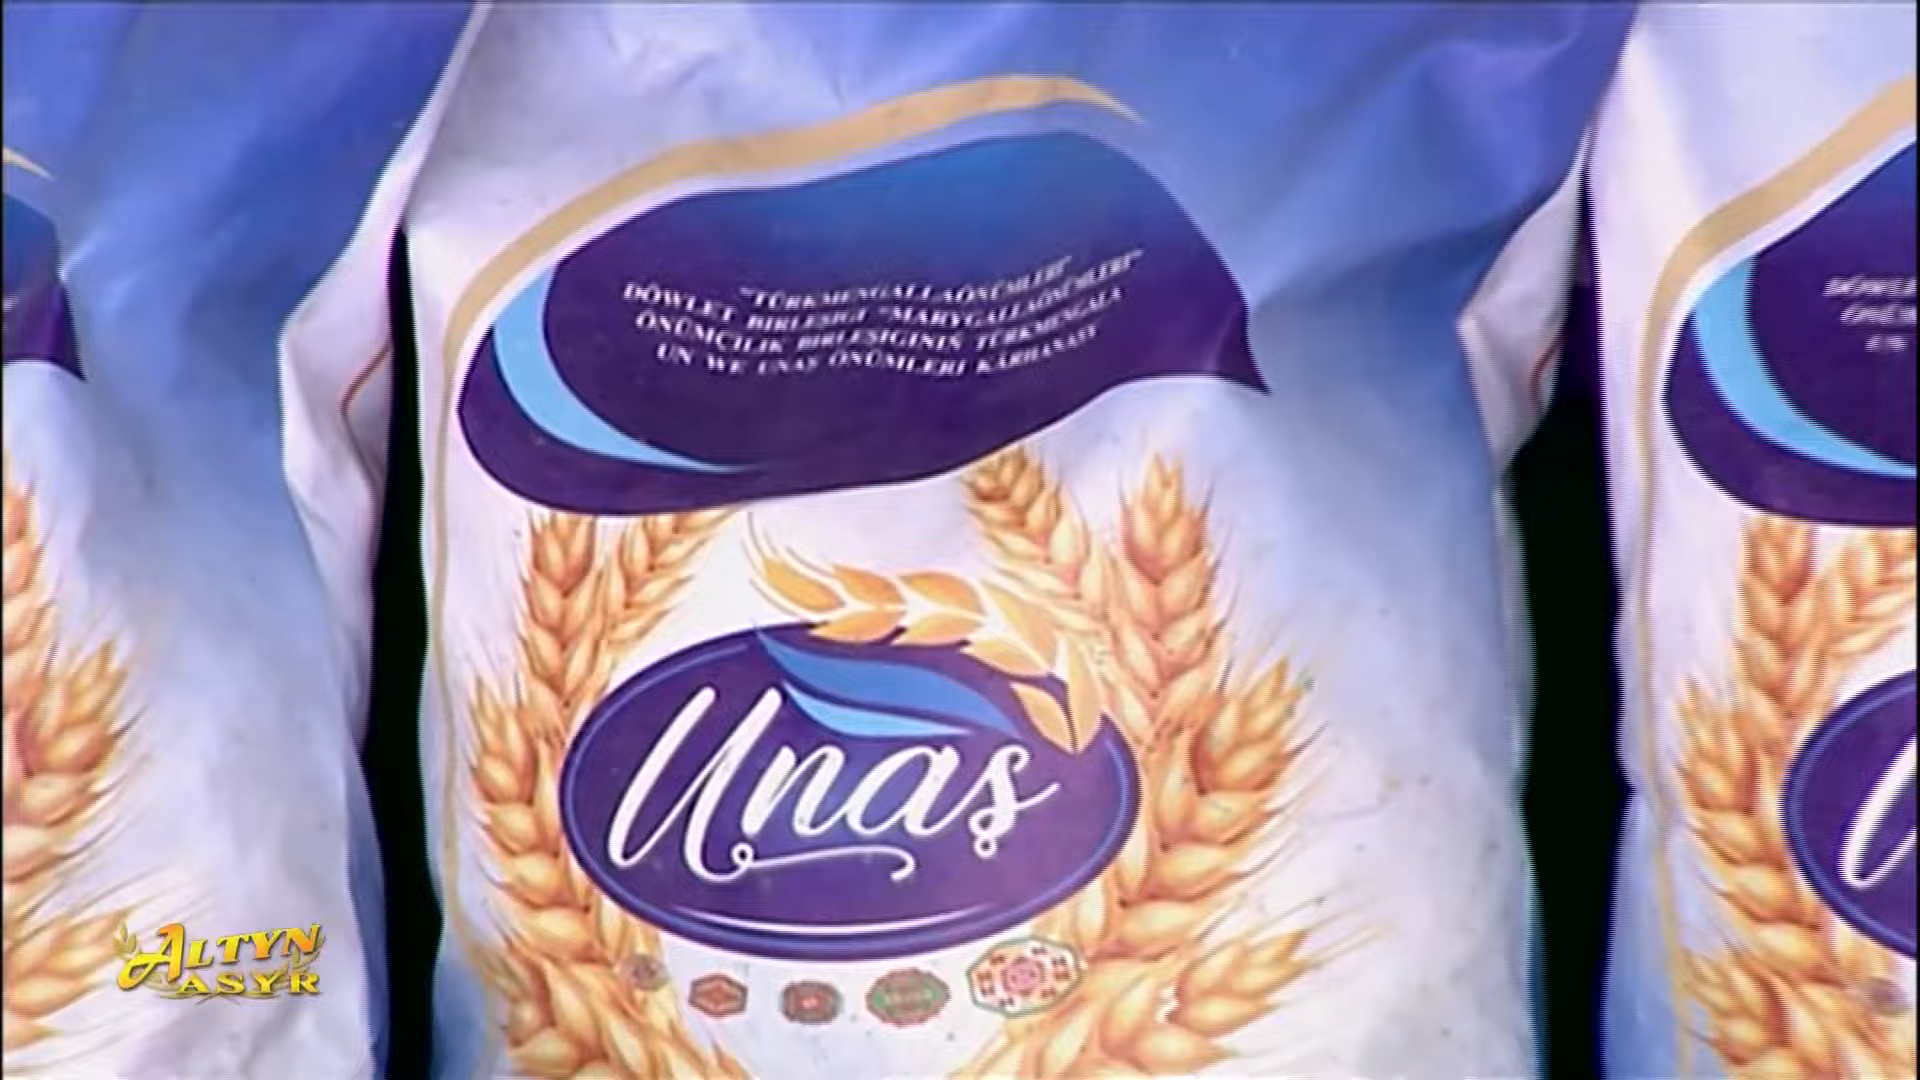 "TÜRKMENGALLAÖNÜMLERI"
DÖWLET BIRLEŞIGI "MARYGALLAÖNÜMLERI"
ÖNÜMÇILIK BIRLEŞIGINIŇ TÜRKMENGALA
UN WE UNAŞ ÖNÜMLERI KÄRHANASY
Unaş
ALTYN
ASYR